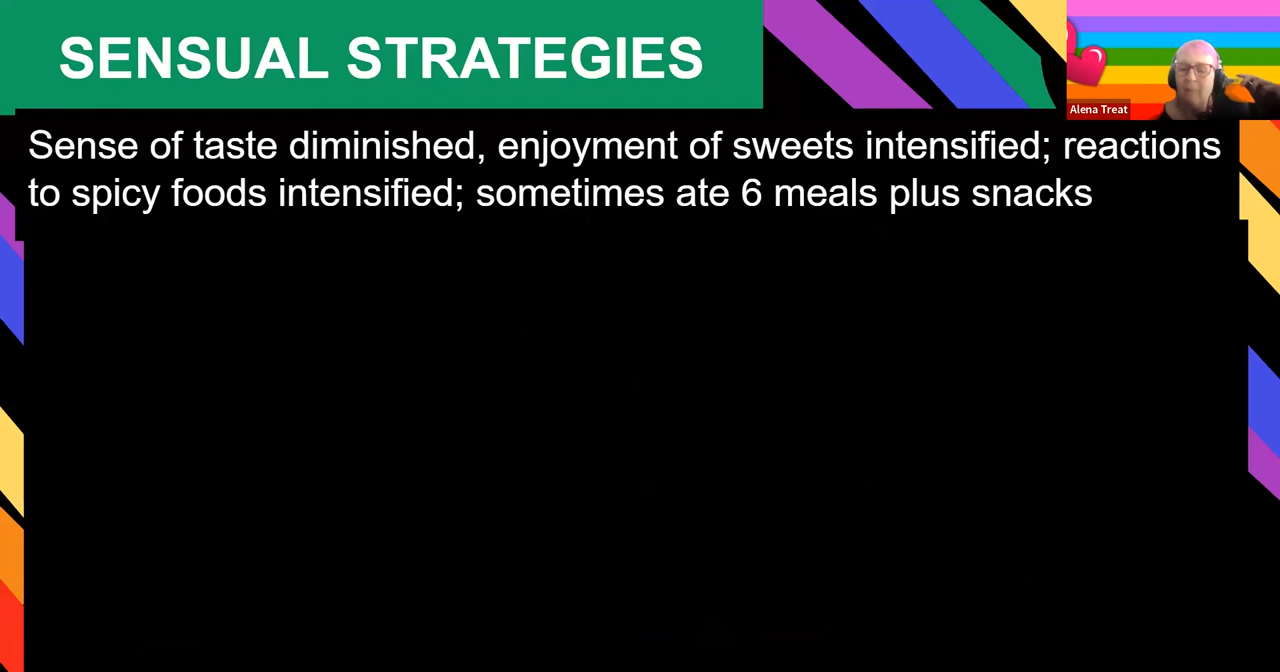 SENSUAL STRATEGIES
Alena Treat
Sense of taste diminished, enjoyment of sweets intensified; reactions
to spicy foods intensified; sometimes ate 6 meals plus snacks